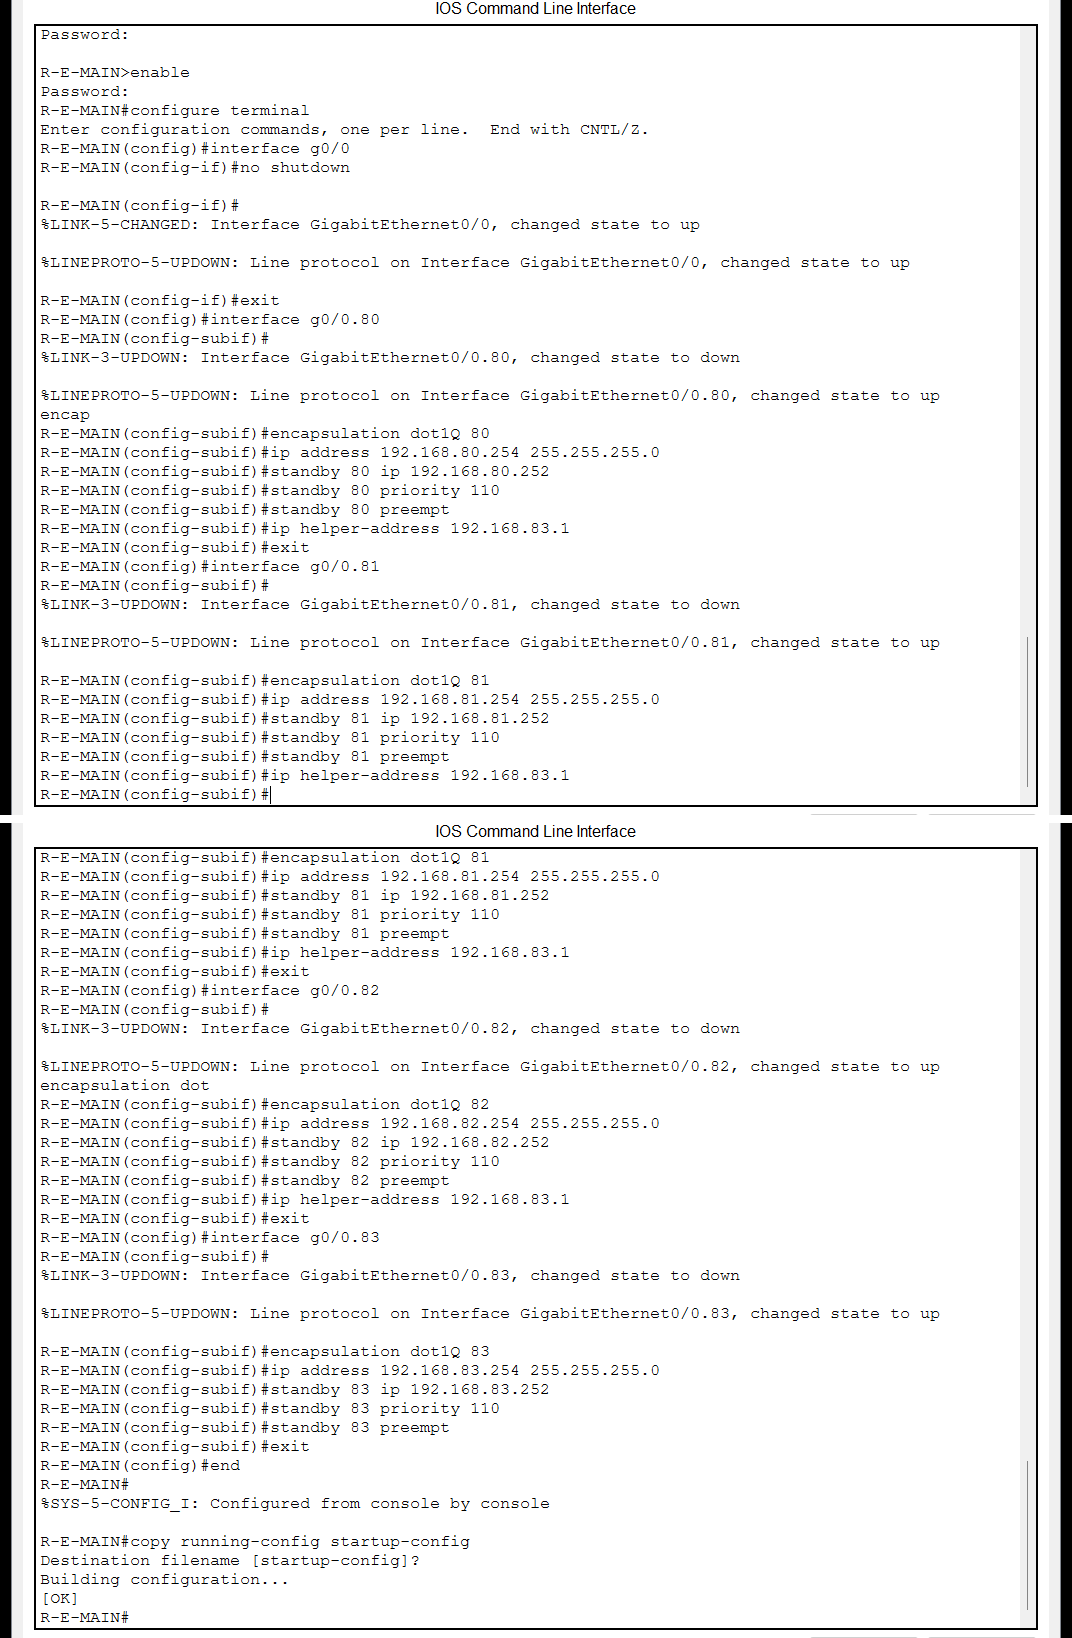 IOS Command Line Interface
Password:
R-E-MAIN>enable
Password:
R-E-MAIN#configure terminal
Enter configuration commands, one per line.  End with CNTL/Z.
R-E-MAIN(config)#interface g0/0
R-E-MAIN(config-if)#no shutdown
R-E-MAIN(config-if)#
%LINK-5-CHANGED: Interface GigabitEthernet0/0, changed state to up
%LINEPROTO-5-UPDOWN: Line protocol on Interface GigabitEthernet0/0, changed state to up
R-E-MAIN(config-if)#exit
R-E-MAIN(config)#interface g0/0.80
R-E-MAIN(config-subif)#
%LINK-3-UPDOWN: Interface GigabitEthernet0/0.80, changed state to down
%LINEPROTO-5-UPDOWN: Line protocol on Interface GigabitEthernet0/0.80, changed state to up
encap
R-E-MAIN(config-subif)#encapsulation dot1Q 80
R-E-MAIN(config-subif)#ip address 192.168.80.254 255.255.255.0
R-E-MAIN(config-subif)#standby 80 ip 192.168.80.252
R-E-MAIN(config-subif)#standby 80 priority 110
R-E-MAIN(config-subif)#standby 80 preempt
R-E-MAIN(config-subif)#ip helper-address 192.168.83.1
R-E-MAIN(config-subif)#exit
R-E-MAIN(config)#interface g0/0.81
R-E-MAIN(config-subif)#
%LINK-3-UPDOWN: Interface GigabitEthernet0/0.81, changed state to down
%LINEPROTO-5-UPDOWN: Line protocol on Interface GigabitEthernet0/0.81, changed state to up
R-E-MAIN(config-subif)#encapsulation dot1Q 81
R-E-MAIN(config-subif)#ip address 192.168.81.254 255.255.255.0
R-E-MAIN(config-subif)#standby 81 ip 192.168.81.252
R-E-MAIN(config-subif)#standby 81 priority 110
R-E-MAIN(config-subif)#standby 81 preempt
R-E-MAIN(config-subif)#ip helper-address 192.168.83.1
R-E-MAIN(config-subif)#
IOS Command Line Interface
R-E-MAIN(config-subif)#encapsulation dot1Q 81
R-E-MAIN(config-subif)#ip address 192.168.81.254 255.255.255.0
R-E-MAIN(config-subif)#standby 81 ip 192.168.81.252
R-E-MAIN(config-subif)#standby 81 priority 110
R-E-MAIN(config-subif)#standby 81 preempt
R-E-MAIN(config-subif)#ip helper-address 192.168.83.1
R-E-MAIN(config-subif)#exit
R-E-MAIN(config)#interface g0/0.82
R-E-MAIN(config-subif)#
%LINK-3-UPDOWN: Interface GigabitEthernet0/0.82, changed state to down
%LINEPROTO-5-UPDOWN: Line protocol on Interface GigabitEthernet0/0.82, changed state to up
encapsulation dot
R-E-MAIN(config-subif)#encapsulation dot1Q 82
R-E-MAIN(config-subif)#ip address 192.168.82.254 255.255.255.0
R-E-MAIN(config-subif)#standby 82 ip 192.168.82.252
R-E-MAIN(config-subif)#standby 82 priority 110
R-E-MAIN(config-subif)#standby 82 preempt
R-E-MAIN(config-subif)#ip helper-address 192.168.83.1
R-E-MAIN(config-subif)#exit
R-E-MAIN(config)#interface g0/0.83
R-E-MAIN(config-subif)#
%LINK-3-UPDOWN: Interface GigabitEthernet0/0.83, changed state to down
%LINEPROTO-5-UPDOWN: Line protocol on Interface GigabitEthernet0/0.83, changed state to up
R-E-MAIN(config-subif)#encapsulation dot1Q 83
R-E-MAIN(config-subif)#ip address 192.168.83.254 255.255.255.0
R-E-MAIN(config-subif)#standby 83 ip 192.168.83.252
R-E-MAIN(config-subif)#standby 83 priority 110
R-E-MAIN(config-subif)#standby 83 preempt
R-E-MAIN(config-subif)#exit
R-E-MAIN(config)#end
R-E-MAIN#
%SYS-5-CONFIG_I: Configured from console by console
R-E-MAIN#copy running-config startup-config
Destination filename [startup-config]?
Building configuration...
[OK]
R-E-MAIN#